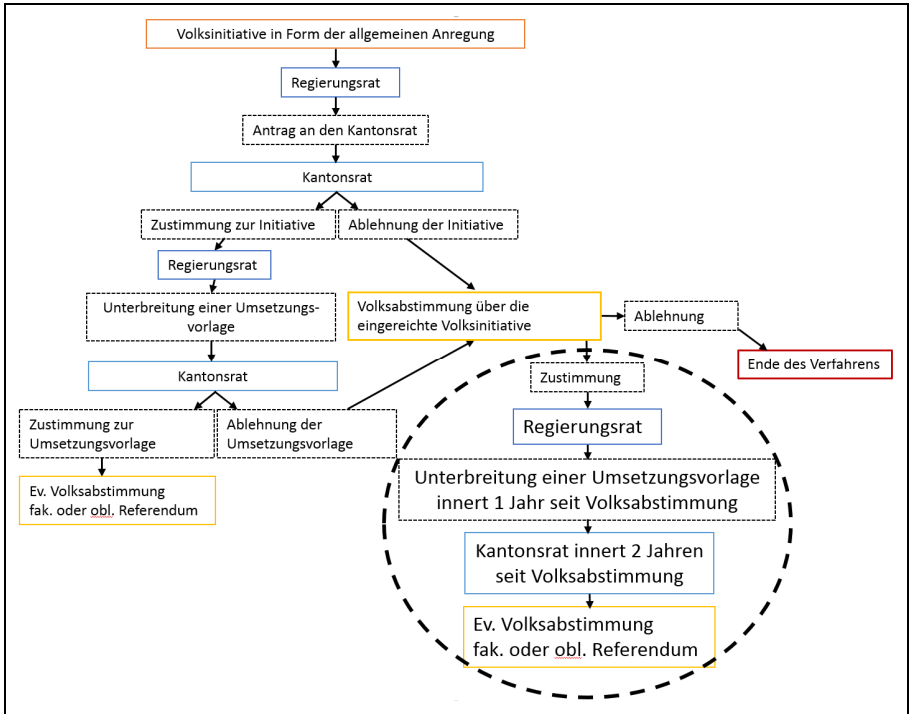 Volksinitiative in Form der allgemeinen Anregung
Regierungsrat
Antrag an den Kantonsrat
Kantonsrat
Zustimmung zur Initiative
Ablehnung der Initiative
Regierungsrat
Unterbreitung einer Umsetzungs-
vorlage
Kantonsrat
Zustimmung zur
Umsetzungsvorlage
Ablehnung der
Umsetzungsvorlage
Ev. Volksabstimmung
fak. oder obl. Referendum
Volksabstimmung über die
eingereichte Volksinitiative
Ablehnung
Ende des Verfahrens
Zustimmung
Regierungsrat
Unterbreitung einer Umsetzungsvorlage
innert 1 Jahr seit Volksabstimmung
Kantonsrat innert 2 Jahren
seit Volksabstimmung
Ev. Volksabstimmung
fak. oder obl. Referendum